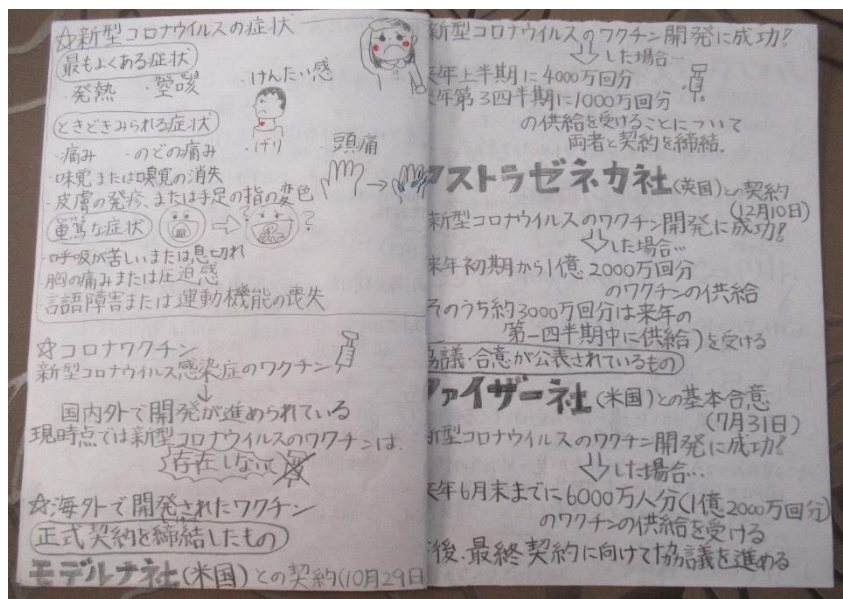 ☆新型コロナウイルスの症状
最もよくある症状
・発熱 ・空咳 ・けんたい感
ときどきみられる症状
・痛み ・のどの痛み ・げり ・頭痛
・味覚または嗅覚の消失
・皮膚の発疹、または手足の指の変色
重篤な症状
?
?
・呼吸が苦しいまたは息切れ
・胸の痛みまたは圧迫感
・言語障害または運動機能の喪失
☆コロナワクチン
新型コロナウイルス感染症のワクチン
国内外で開発が進められている
現時点では新型コロナウイルスのワクチンは、
存在しない
☆海外で開発されたワクチン
正式契約を締結したもの
モデルナ社(米国)との契約(10月29日
新型コロナウイルスのワクチン開発に成功!
した場合…
来年上半期に4000万回分
来年第3四半期に1000万回分
の供給を受けることについて
両者と契約を締結.
アストラゼネカ社(英国)との契約
(12月10日)
新型コロナウイルスのワクチン開発に成功!
した場合…
来年初期から1億2000万回分
のワクチンの供給
そのうち約3000万回分は来年の
第一四半期中に供給)を受ける
協議・合意が公表されているもの)
ファイザー社(米国)との基本合意
(7月31日)
新型コロナウイルスのワクチン開発に成功!
した場合…
来年6月末までに6000万人分(1億2000万回分)
のワクチンの供給を受ける
後、最終契約に向けて協議を進める